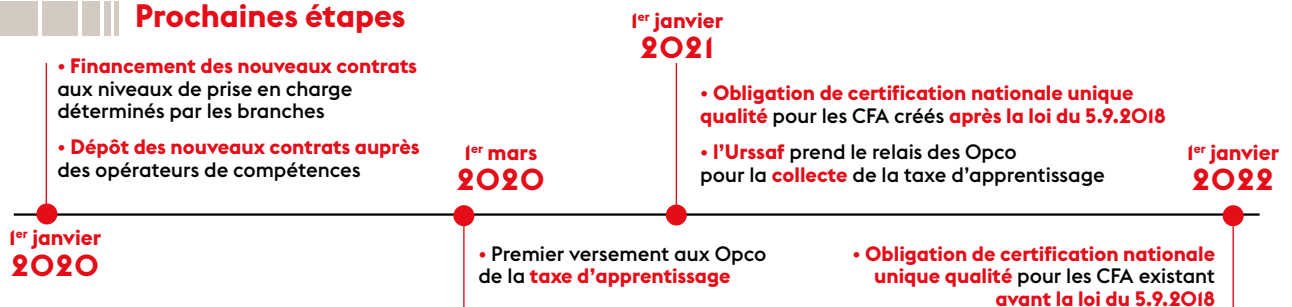 Prochaines étapes
1er janvier
2020
• Financement des nouveaux contrats
aux niveaux de prise en charge
déterminés par les branches
• Dépôt des nouveaux contrats auprès
des opérateurs de compétences
1er mars
2020
• Premier versement aux Opco
de la taxe d’apprentissage
1er janvier
2021
• Obligation de certification nationale unique
qualité pour les CFA créés après la loi du 5.9.2018
• l’Urssaf prend le relais des Opco
pour la collecte de la taxe d’apprentissage
1er janvier
2022
• Obligation de certification nationale
unique qualité pour les CFA existant
avant la loi du 5.9.2018